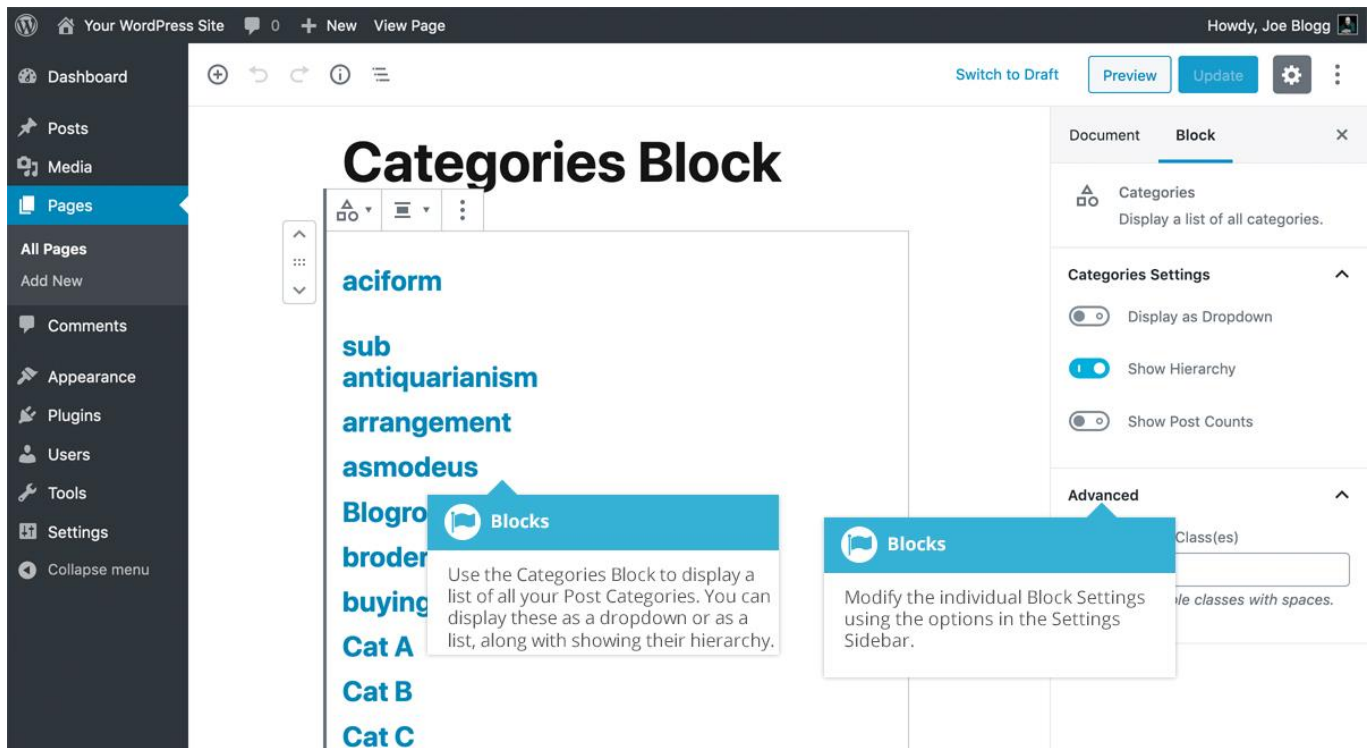 Your WordPress Site 0 New View Page Howdy, Joe Blogg
Dashboard
Posts
Media
Pages
All Pages
Add New
Comments
Appearance
Plugins
Users
Tools
Settings
Collapse menu
Switch to Draft Preview Update
Categories Block
aciform
sub
antiquarianism
arrangement
asmodeus
Blogro
broder
buying
Cat A
Cat B
Cat C
Blocks
Use the Categories Block to display a
list of all your Post Categories. You can
display these as a dropdown or as a
list, along with showing their hierarchy.
Document Block
Categories
Display a list of all categories.
Categories Settings
Display as Dropdown
Show Hierarchy
Show Post Counts
Advanced
Class(es)
classes with spaces.
Blocks
Modify the individual Block Settings
using the options in the Settings
Sidebar.